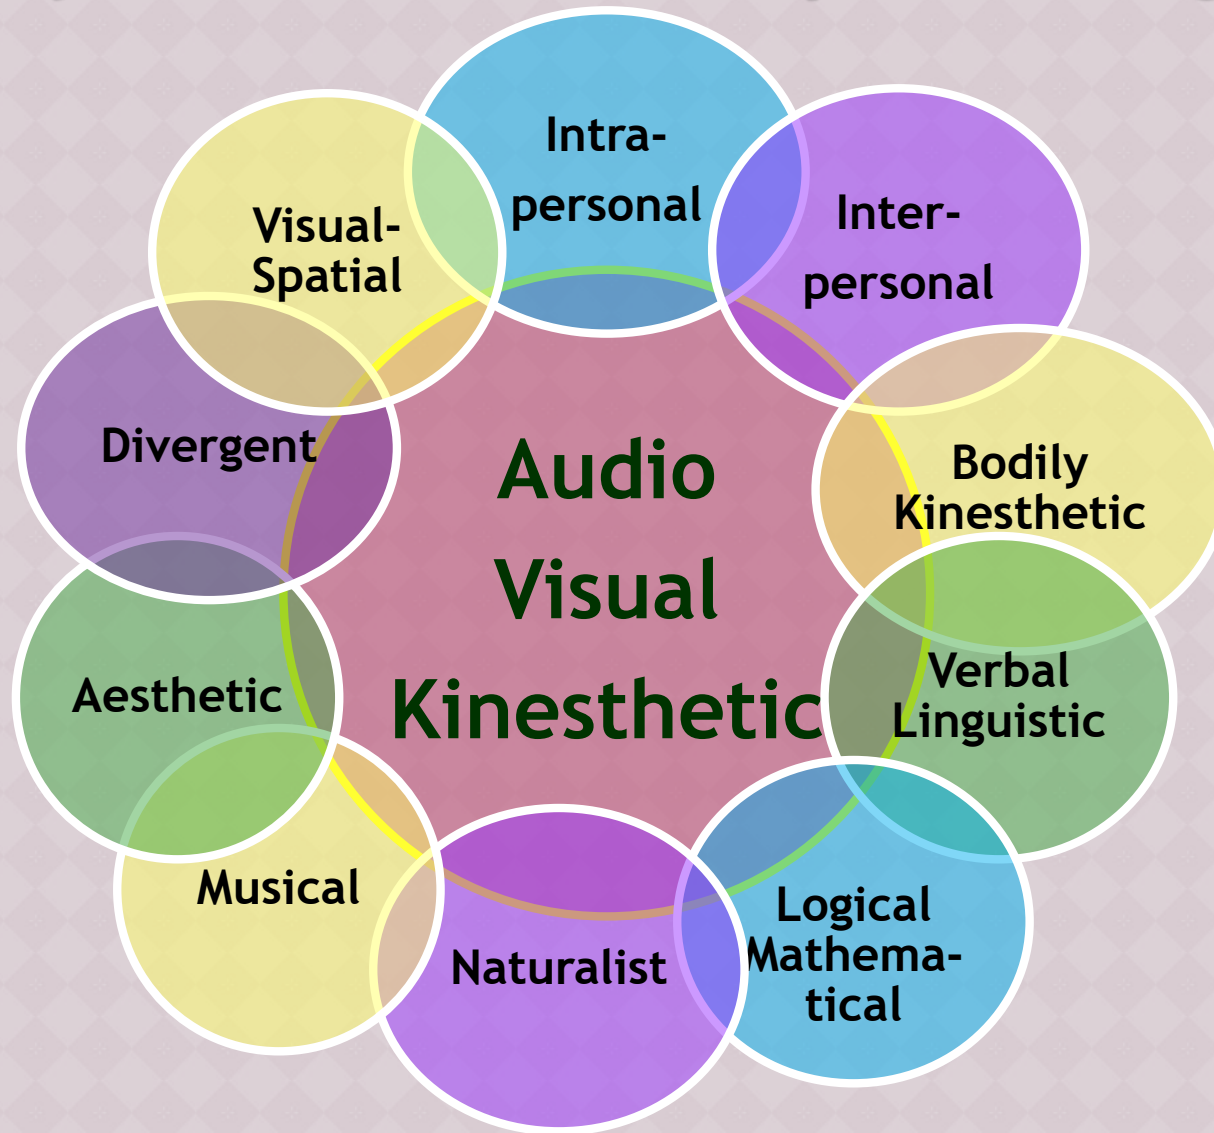 Intra-
personal
Inter-
personal
Visual-
Spatial
Divergent
Bodily
Kinesthetic
Audio
Visual
Kinesthetic
Aesthetic
Verbal
Linguistic
Musical
Naturalist
Logical
Mathema-
tical